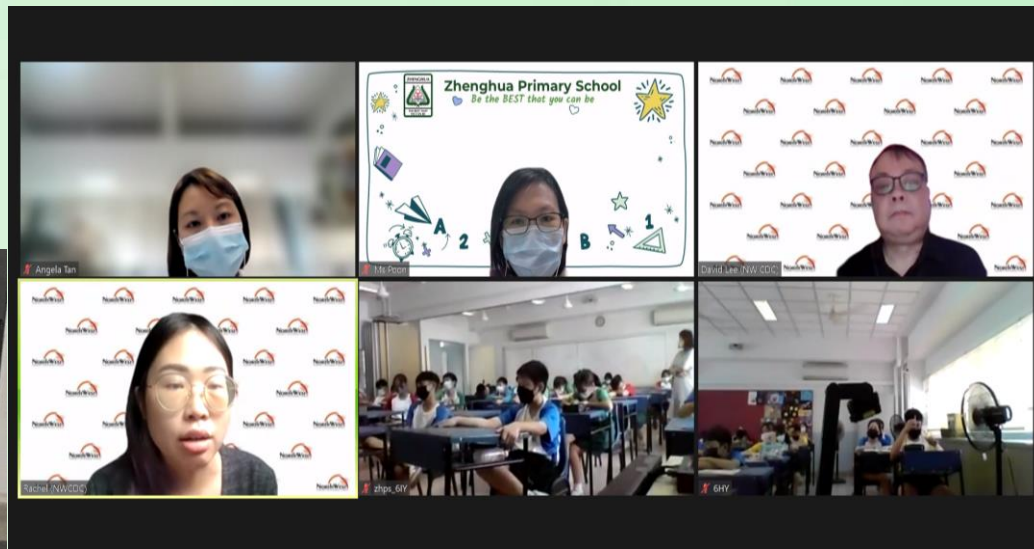 Zhenghua Primary School
Be the BEST that you can be
A
2
B
1
Angela Tan
Ms Poon
David Lee (NW CDC)
NorthWest
Rachel (NWCDC)
zhps_6IY
6HY